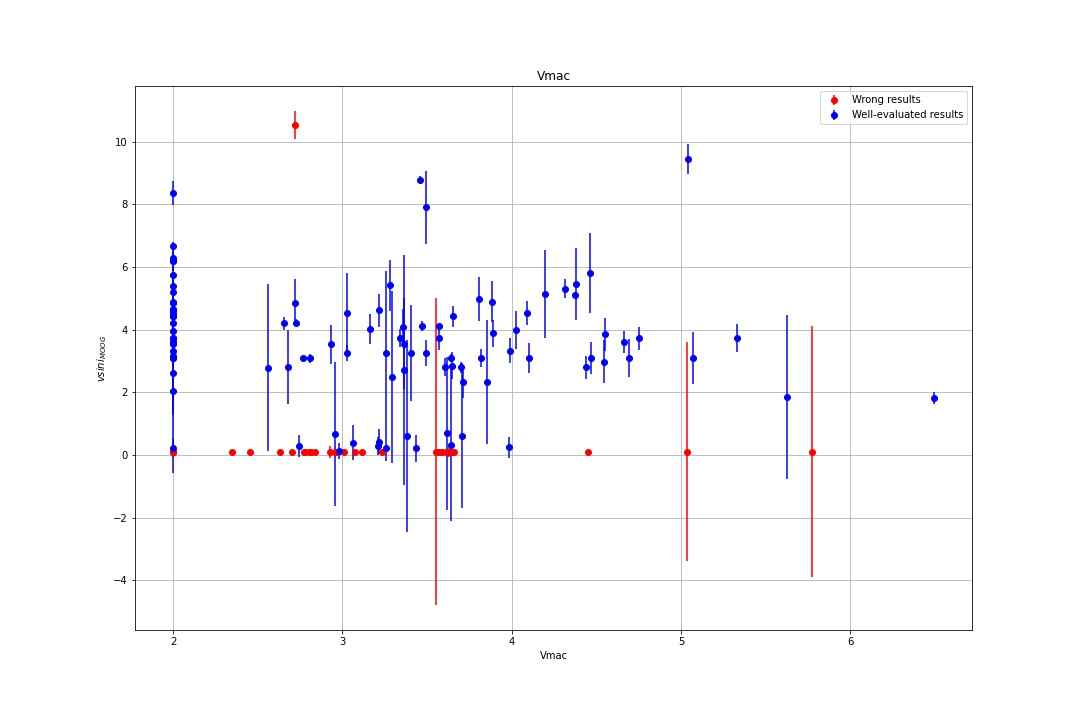 Vmac
Wrong results
Well-evaluated results
10
8
6
4
2
0
−2
−4
vsini_MOOG
2 3 4 5 6
Vmac